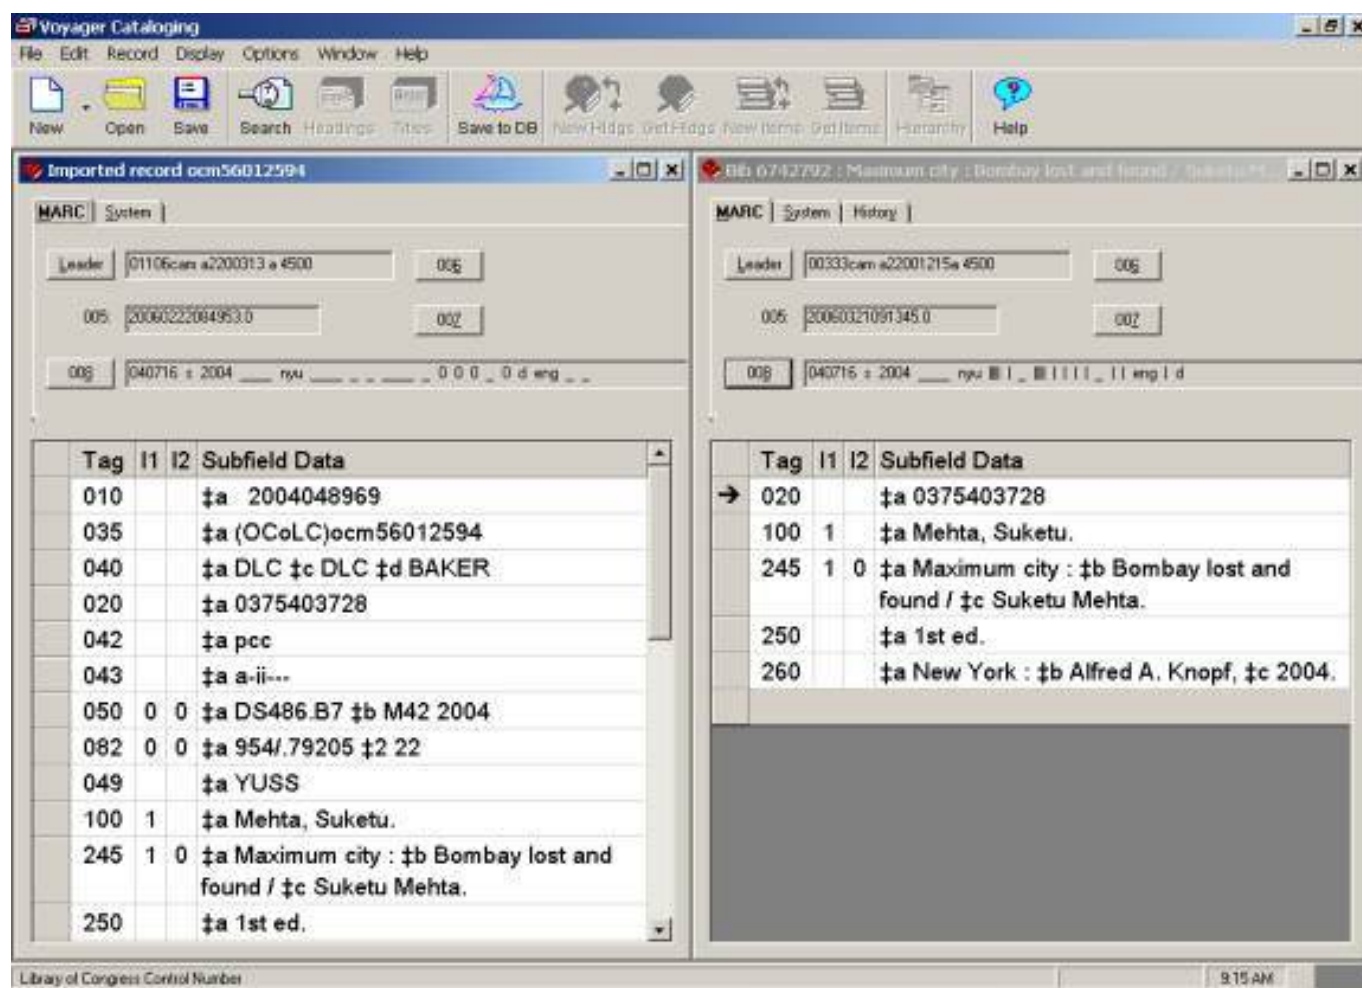 Voyager Cataloging
File Edit Record Display Options Window Help
New Open Save Search Headings Titles Save to DB New Hldgs Get Hldgs New Items Get Items Hierarchy Help
Imported record ocm56012594
MARC System
Leader 01106cam a2200313 a 4500 006
005: 20060222084953.0 007
008 040716 s 2004 ___ nyu ___ _ _ ___ _ 0 0 0 _ 0 d eng _ _
Tag I1 I2 Subfield Data
010 ‡a 2004048969
035 ‡a (OCoLC)ocm56012594
040 ‡a DLC ‡c DLC ‡d BAKER
020 ‡a 0375403728
042 ‡a pcc
043 ‡a a-ii---
050 0 0 ‡a DS486.B7 ‡b M42 2004
082 0 0 ‡a 954/.79205 ‡2 22
049 ‡a YUSS
100 1 ‡a Mehta, Suketu.
245 1 0 ‡a Maximum city : ‡b Bombay lost and
found / ‡c Suketu Mehta.
250 ‡a 1st ed.
Bib 6742792 : Maximum city : Bombay lost and found / Suketu M...
MARC System History
Leader 00333cam a22001215a 4500 006
005: 20060321091345.0 007
008 040716 s 2004 ___ nyu ||| | _ ||| | | | | _ | | eng | d
Tag I1 I2 Subfield Data
020 ‡a 0375403728
100 1 ‡a Mehta, Suketu.
245 1 0 ‡a Maximum city : ‡b Bombay lost and
found / ‡c Suketu Mehta.
250 ‡a 1st ed.
260 ‡a New York : ‡b Alfred A. Knopf, ‡c 2004.
Library of Congress Control Number 9:15 AM